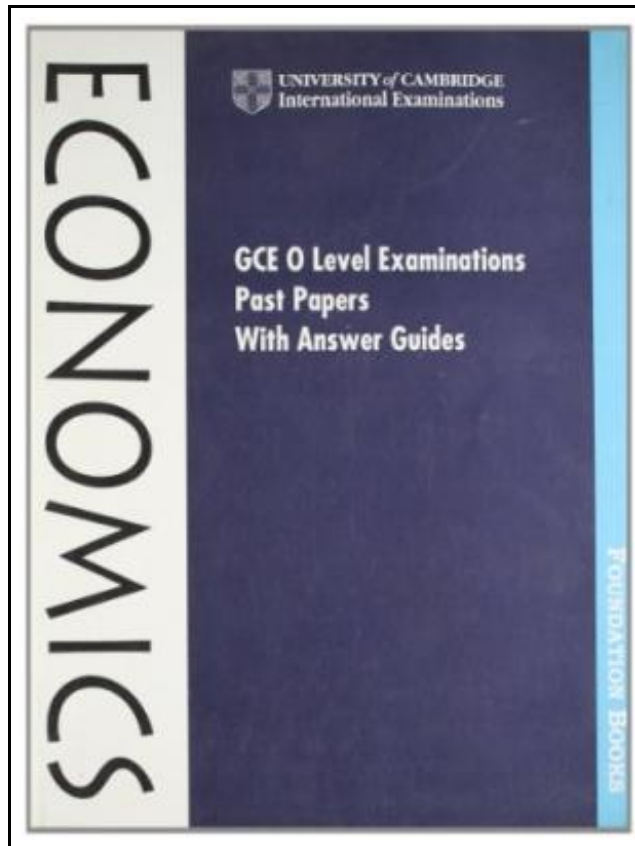 ECONOMICS
UNIVERSITY of CAMBRIDGE
International Examinations
GCE O Level Examinations
Past Papers
With Answer Guides
FOUNDATION BOOKS